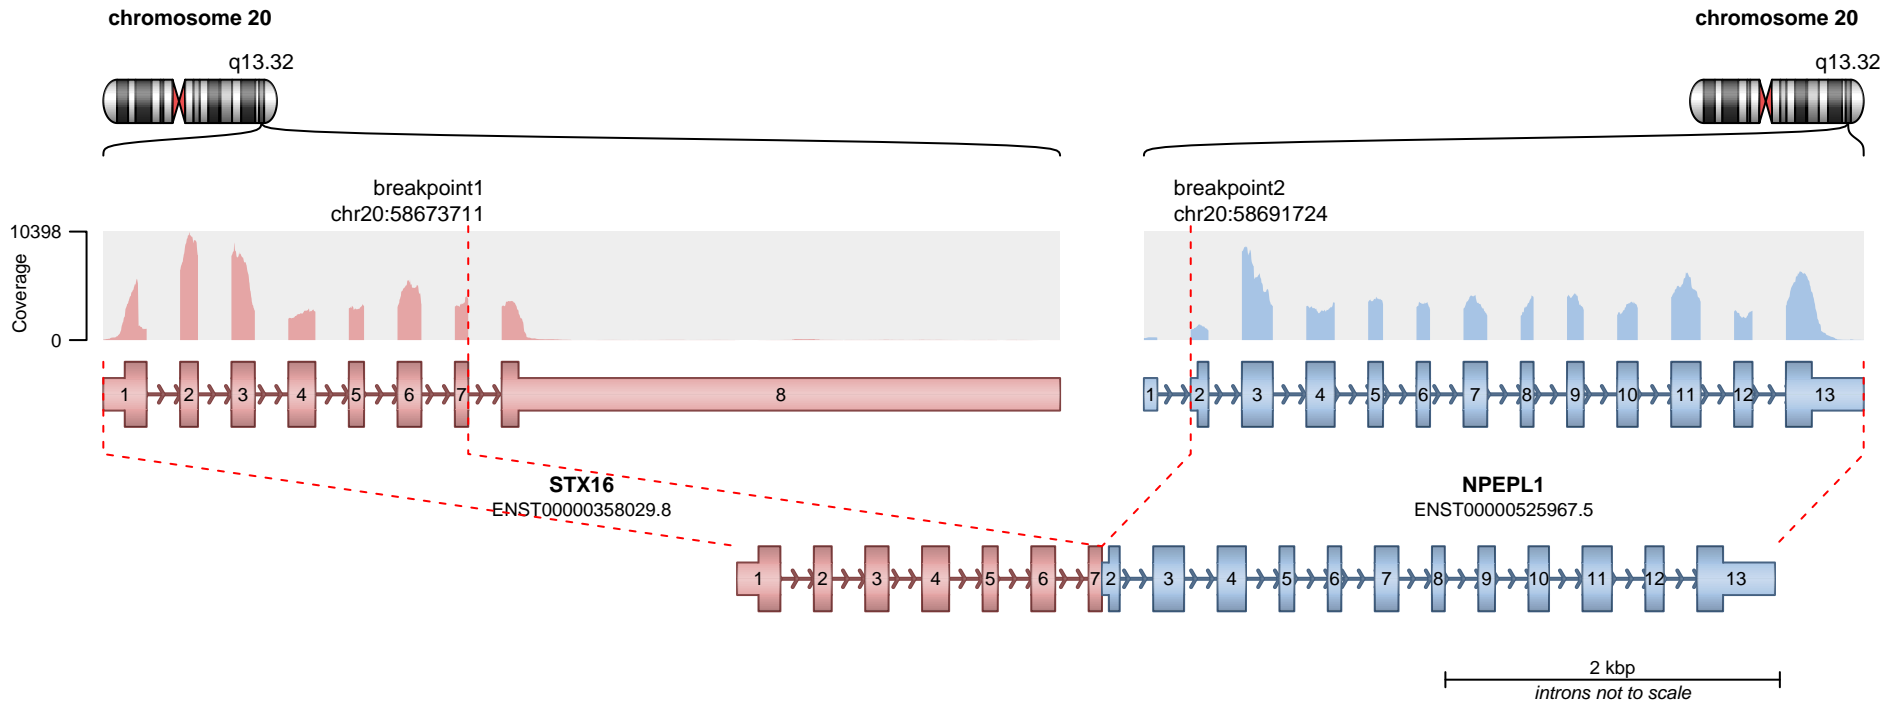 chromosome 20
chromosome 20
q13.32
q13.32
breakpoint1
chr20:58673711
breakpoint2
chr20:58691724
10398
Coverage
0
1 2 3 4 5 6 7 8
1 2 3 4 5 6 7 8 9 10 11 12 13
STX16
ENST00000358029.8
NPEPL1
ENST00000525967.5
1 2 3 4 5 6 7 2 3 4 5 6 7 8 9 10 11 12 13
2 kbp
introns not to scale